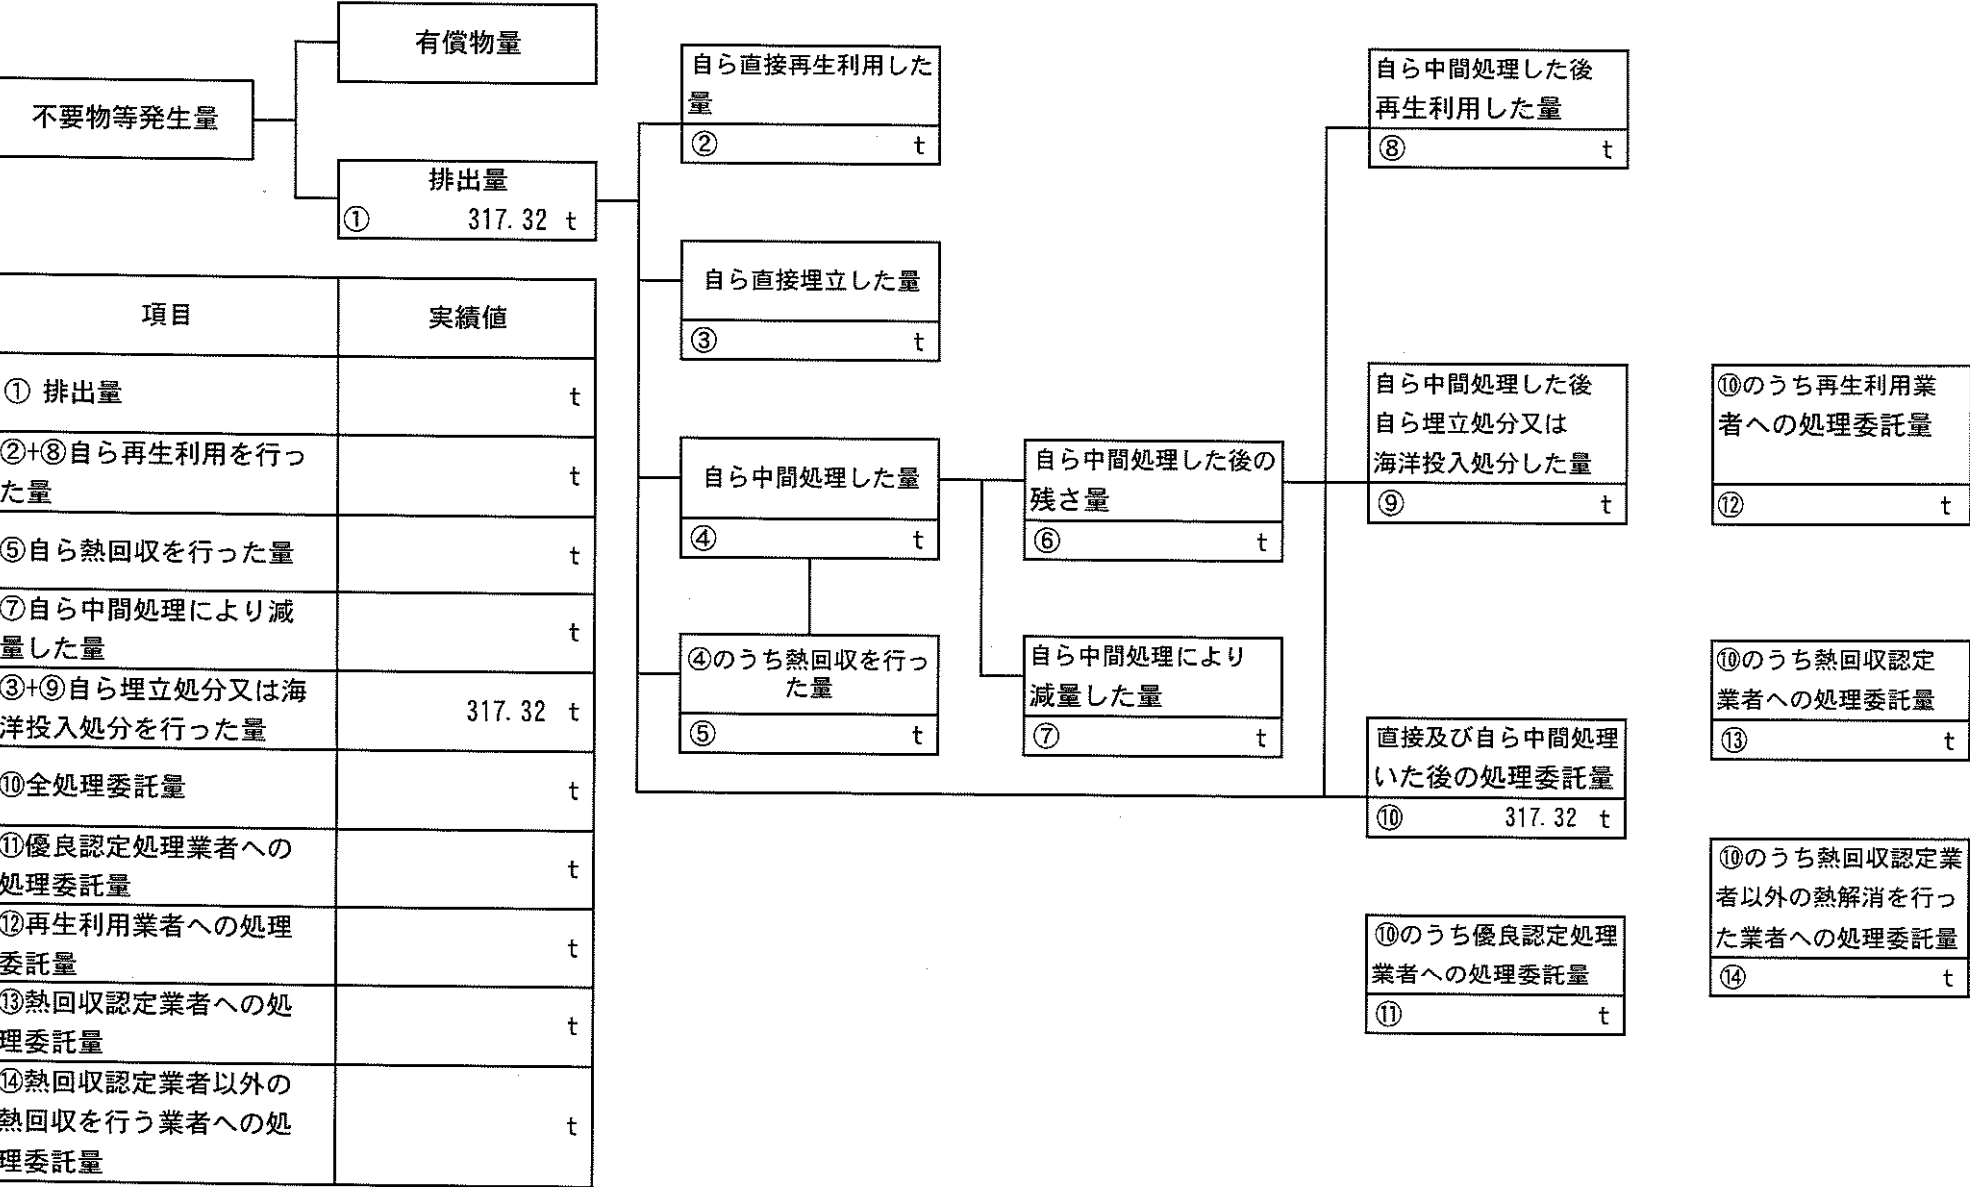 有償物量
不要物等発生量
排出量
① 317.32 t
自ら直接再生利用した
量
② t
自ら直接埋立した量
③ t
自ら中間処理した量
④ t
④のうち熱回収を行っ
た量
⑤ t
自ら中間処理した後の
残さ量
⑥ t
自ら中間処理により
減量した量
⑦ t
自ら中間処理した後
再生利用した量
⑧ t
自ら中間処理した後
自ら埋立処分又は
海洋投入処分した量
⑨ t
直接及び自ら中間処理
いた後の処理委託量
⑩ 317.32 t
⑩のうち優良認定処理
業者への処理委託量
⑪ t
⑩のうち再生利用業
者への処理委託量
⑫ t
⑩のうち熱回収認定
業者への処理委託量
⑬ t
⑩のうち熱回収認定業
者以外の熱解消を行っ
た業者への処理委託量
⑭ t
項目 実績値
① 排出量 t
②+⑧自ら再生利用を行っ
た量 t
⑤自ら熱回収を行った量 t
⑦自ら中間処理により減
量した量 t
③+⑨自ら埋立処分又は海
洋投入処分を行った量 317.32 t
⑩全処理委託量 t
⑪優良認定処理業者への
処理委託量 t
⑫再生利用業者への処理
委託量 t
⑬熱回収認定業者への処
理委託量 t
⑭熱回収認定業者以外の
熱回収を行う業者への処
理委託量 t